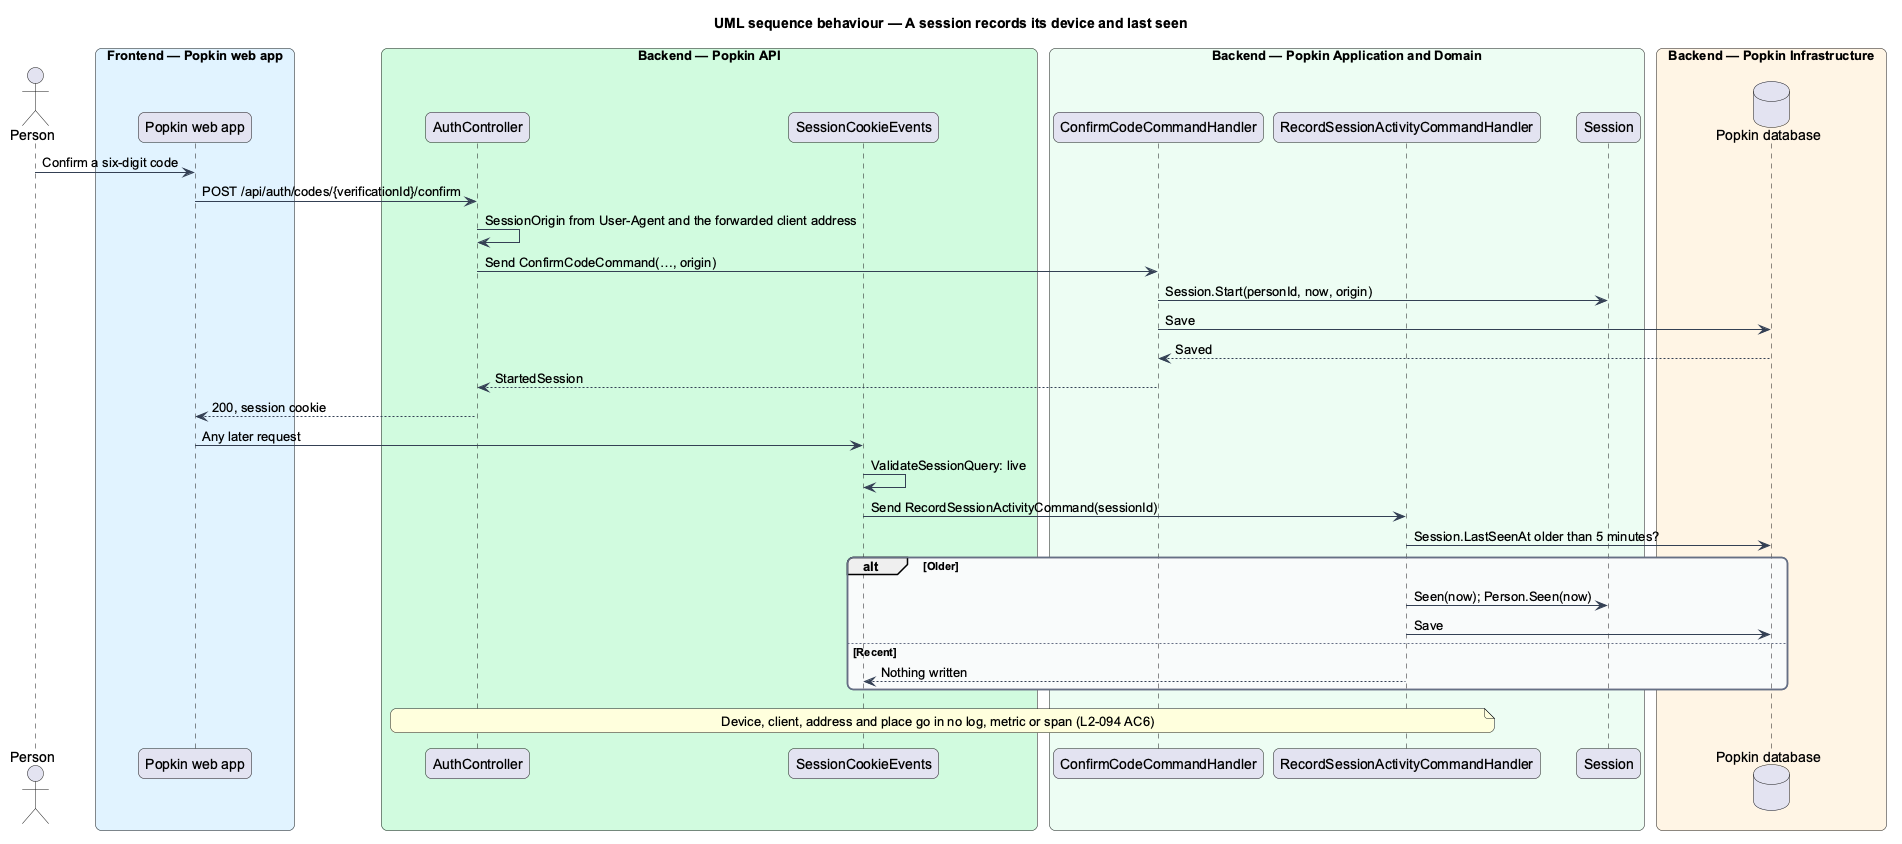 UML sequence behaviour — A session records its device and last seen
Frontend — Popkin web app
Backend — Popkin API
Backend — Popkin Application and Domain
Backend — Popkin Infrastructure
Person
Popkin web app
AuthController
SessionCookieEvents
ConfirmCodeCommandHandler
RecordSessionActivityCommandHandler
Session
Popkin database
Confirm a six-digit code
POST /api/auth/codes/{verificationId}/confirm
SessionOrigin from User-Agent and the forwarded client address
Send ConfirmCodeCommand(…, origin)
Session.Start(personId, now, origin)
Save
Saved
StartedSession
200, session cookie
Any later request
ValidateSessionQuery: live
Send RecordSessionActivityCommand(sessionId)
Session.LastSeenAt older than 5 minutes?
alt
[Older]
Seen(now); Person.Seen(now)
Save
[Recent]
Nothing written
Device, client, address and place go in no log, metric or span (L2-094 AC6)
Person
Popkin web app
AuthController
SessionCookieEvents
ConfirmCodeCommandHandler
RecordSessionActivityCommandHandler
Session
Popkin database